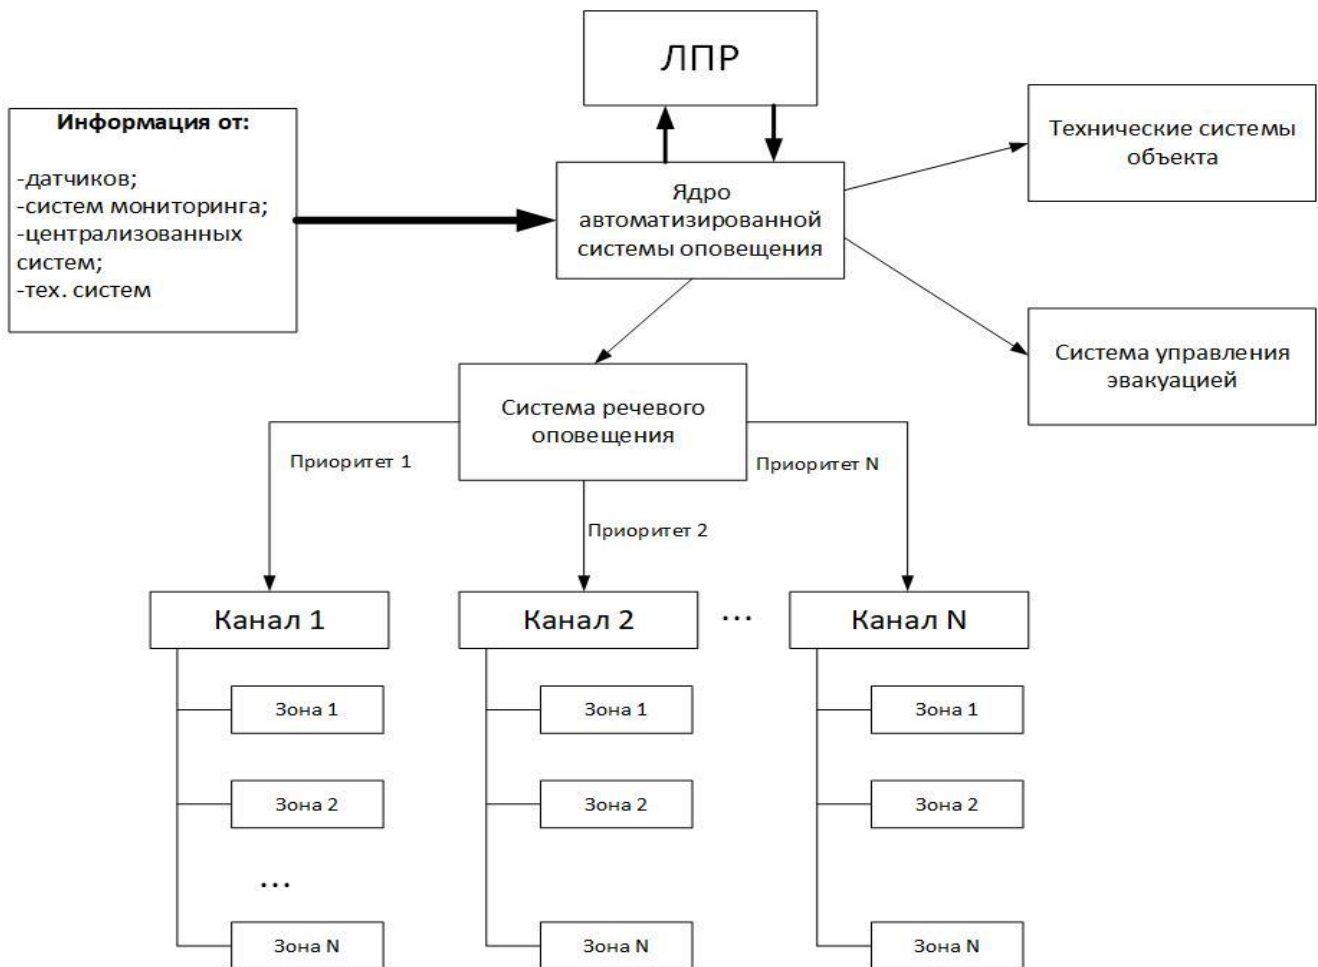 ЛПР
Информация от:
-датчиков;
-систем мониторинга;
-централизованных
систем;
-тех. систем
Ядро
автоматизированной
системы оповещения
Технические системы
объекта
Система управления
эвакуацией
Система речевого
оповещения
Приоритет 1
Приоритет 2
Приоритет N
Канал 1
Канал 2
...
Канал N
Зона 1
Зона 2
...
Зона N
Зона 1
Зона 2
Зона N
Зона 1
Зона 2
Зона N